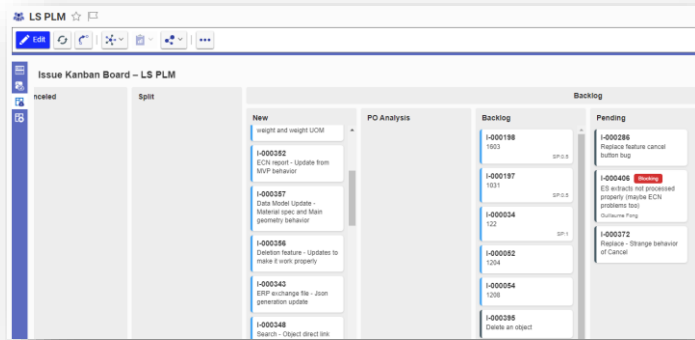 LS PLM
Edit
Issue Kanban Board – LS PLM
nceled
Split
Backlog
New
PO Analysis
Backlog
Pending
weight and weight UOM
I-000352
ECN report - Update from
MVP behavior
I-000357
Data Model Update -
Material spec and Main
geometry behavior
I-000356
Deletion feature - Updates to
make it work properly
I-000343
ERP exchange file - Json
generation update
I-000348
Search - Object direct link
I-000198
1603
SP:0.5
I-000197
1031
SP:0.5
I-000034
122
SP:1
I-000052
1204
I-000054
1208
I-000395
Delete an object
I-000286
Replace feature cancel
button bug
I-000406 Blocking
ES extracts not processed
properly (maybe ECN
problems too)
Guillaume Fang
I-000372
Replace - Strange behavior
of Cancel